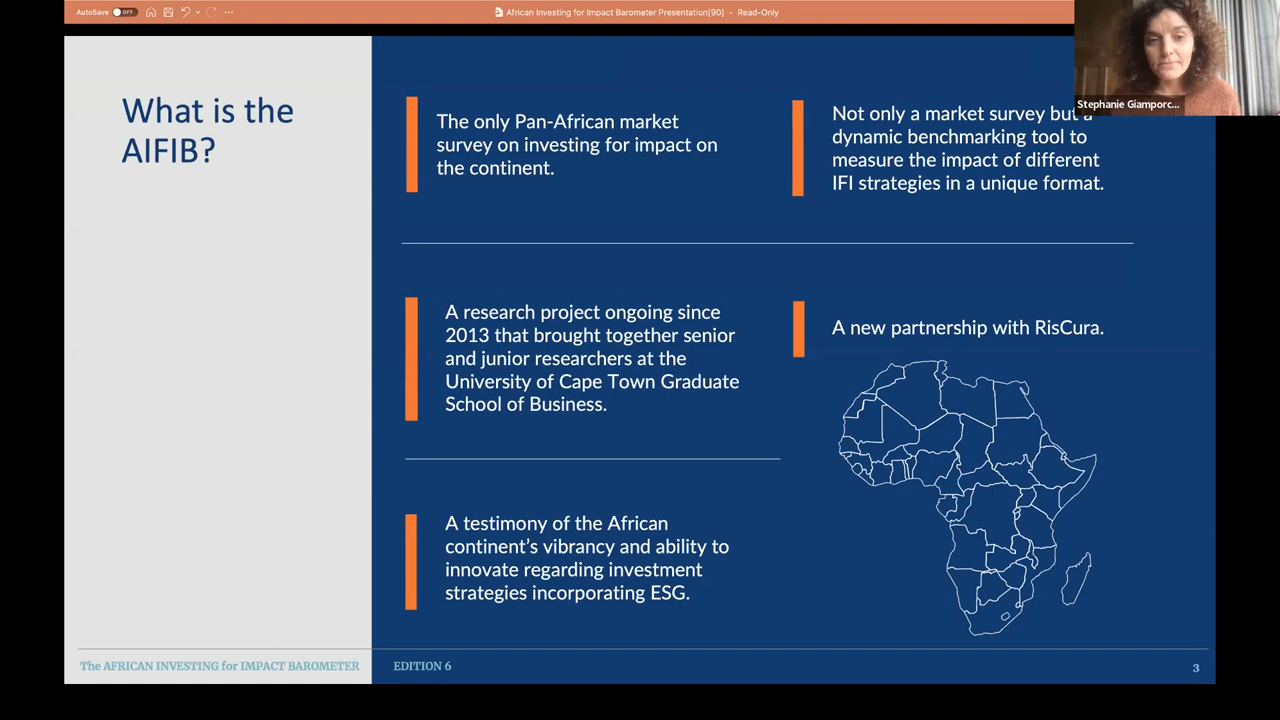 AutoSave OFF
African Investing for Impact Barometer Presentation[90] - Read-Only
Stephanie Giamporc...
What is the
AIFIB?
The only Pan-African market
survey on investing for impact on
the continent.
Not only a market survey but a
dynamic benchmarking tool to
measure the impact of different
IFI strategies in a unique format.
A research project ongoing since
2013 that brought together senior
and junior researchers at the
University of Cape Town Graduate
School of Business.
A new partnership with RisCura.
A testimony of the African
continent’s vibrancy and ability to
innovate regarding investment
strategies incorporating ESG.
The AFRICAN INVESTING for IMPACT BAROMETER
EDITION 6
3